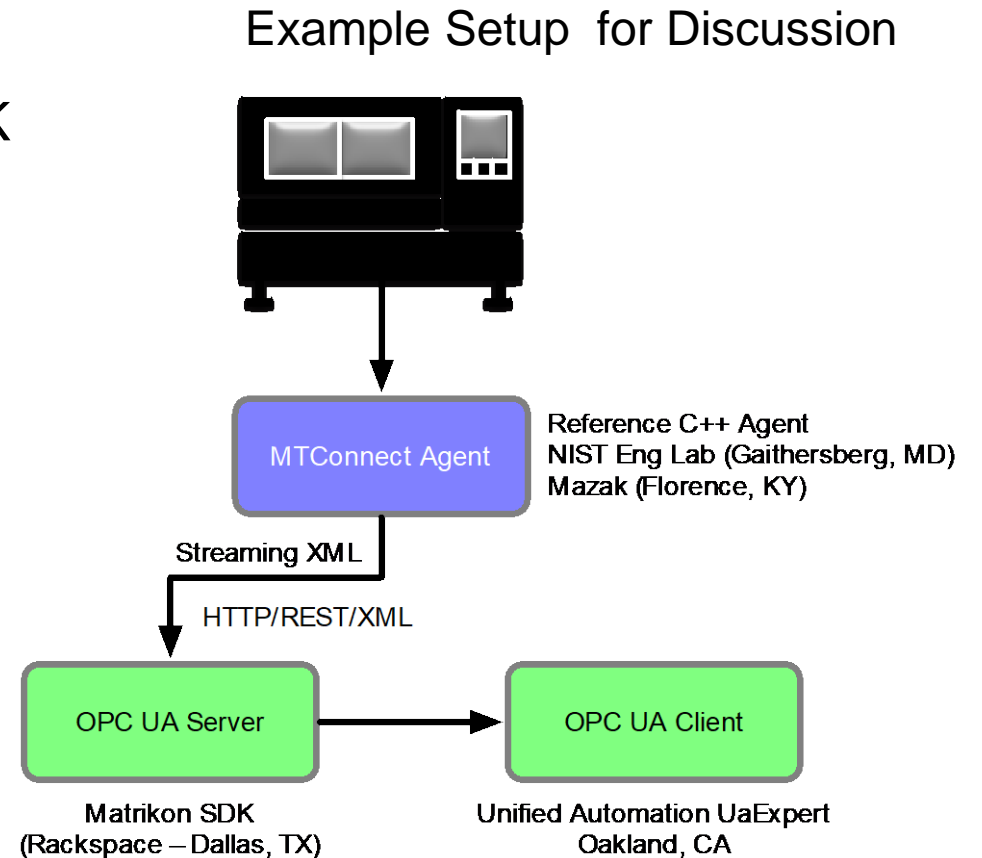 Example Setup for Discussion
K
MTConnect Agent
Reference C++ Agent
NIST Eng Lab (Gaithersberg, MD)
Mazak (Florence, KY)
Streaming XML
HTTP/REST/XML
OPC UA Server
OPC UA Client
Matrikon SDK
(Rackspace – Dallas, TX)
Unified Automation UaExpert
Oakland, CA